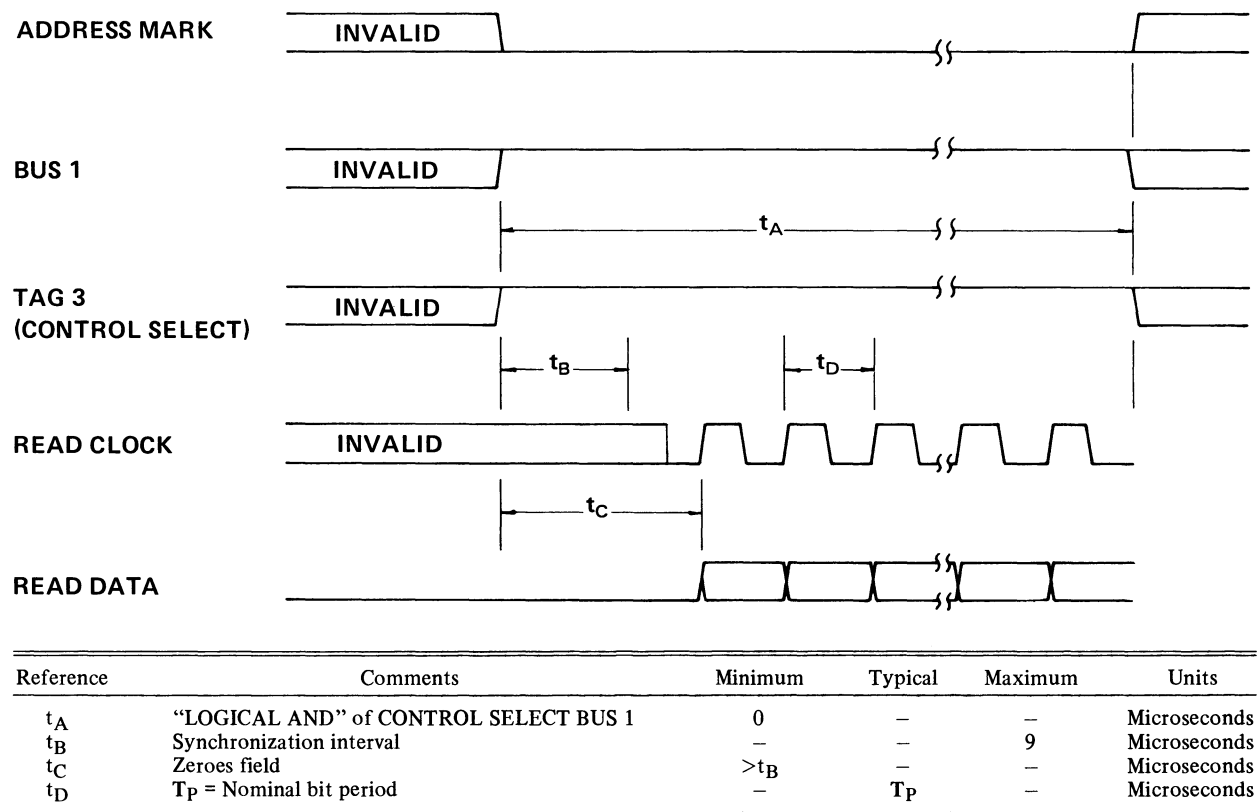 ADDRESS MARK INVALID
BUS 1 INVALID
tA
TAG 3
(CONTROL SELECT) INVALID
tB tD
READ CLOCK INVALID
tC
READ DATA
Reference Comments Minimum Typical Maximum Units
tA "LOGICAL AND" of CONTROL SELECT BUS 1 0 – – Microseconds
tB Synchronization interval – – 9 Microseconds
tC Zeroes field >tB – – Microseconds
tD TP = Nominal bit period – TP – Microseconds